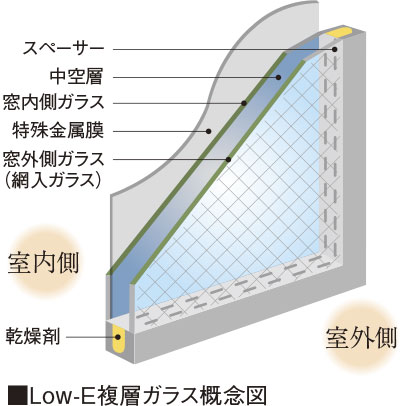 スペーサー
中空層
窓内側ガラス
特殊金属膜
窓外側ガラス
（網入ガラス）
室内側
乾燥剤
室外側
■Low-E複層ガラス概念図